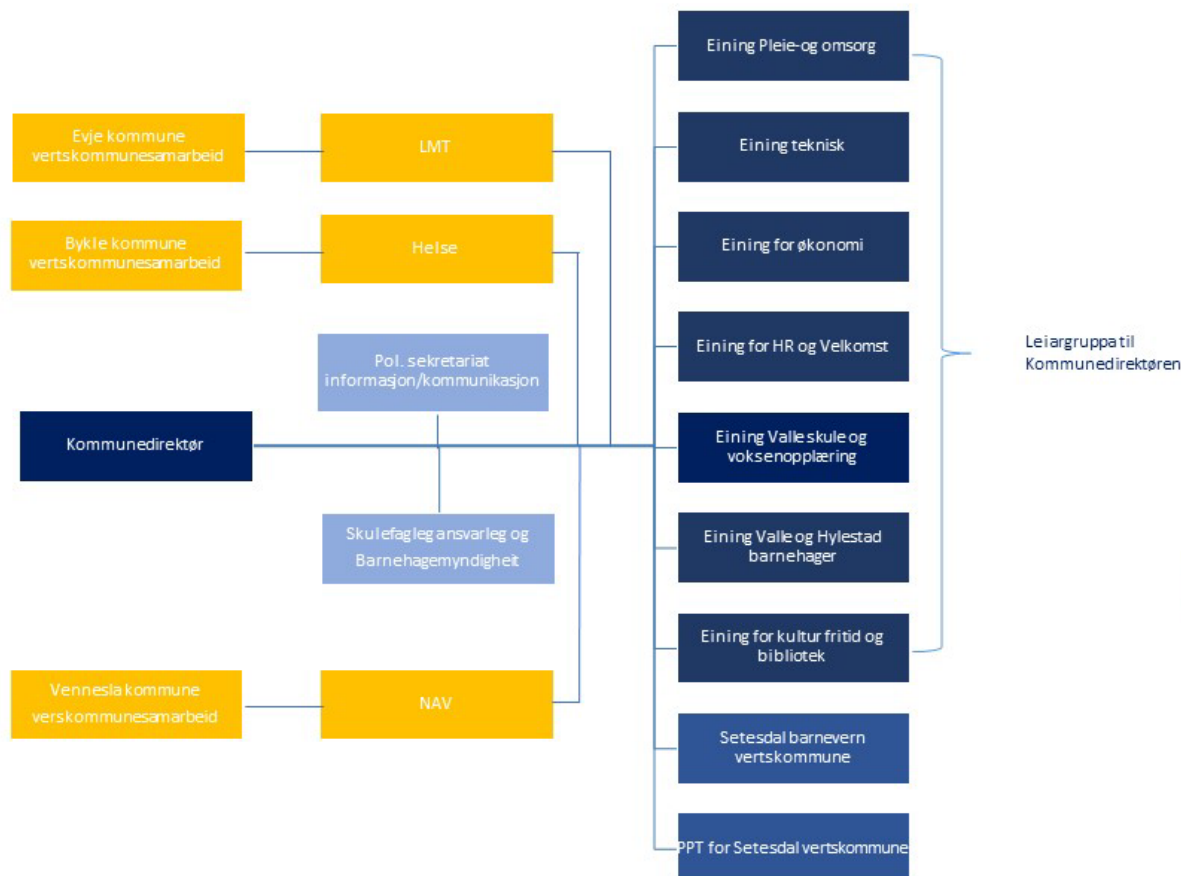 Eining Pleie-og omsorg
Evje kommune
vertskommunesamarbeid
LMT
Eining teknisk
Bykle kommune
vertskommunesamarbeid
Helse
Eining for økonomi
Pol. sekretariat
informasjon/kommunikasjon
Eining for HR og Velkomst
Leiargruppa til
Kommunedirektøren
Kommunedirektør
Eining Valle skule og
voksenopplæring
Skulefagleg ansvarleg og
Barnehagemyndigheit
Eining Valle og Hylestad
barnehager
Eining for kultur fritid og
bibliotek
Vennesla kommune
verskommunesamarbeid
NAV
Setesdal barnevern
vertskommune
PPT for Setesdal vertskommune